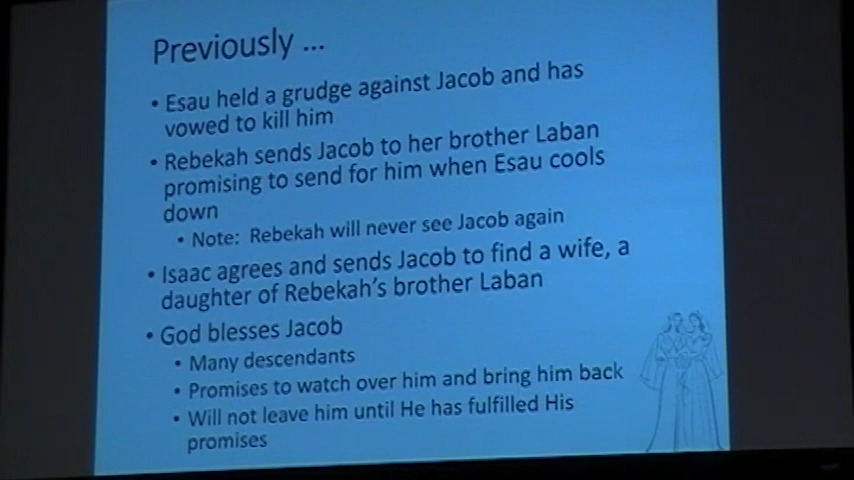 Previously ...
• Esau held a grudge against Jacob and has
vowed to kill him
• Rebekah sends Jacob to her brother Laban
promising to send for him when Esau cools
down
• Note: Rebekah will never see Jacob again
• Isaac agrees and sends Jacob to find a wife, a
daughter of Rebekah's brother Laban
• God blesses Jacob
• Many descendants
• Promises to watch over him and bring him back
• Will not leave him until He has fulfilled His
promises